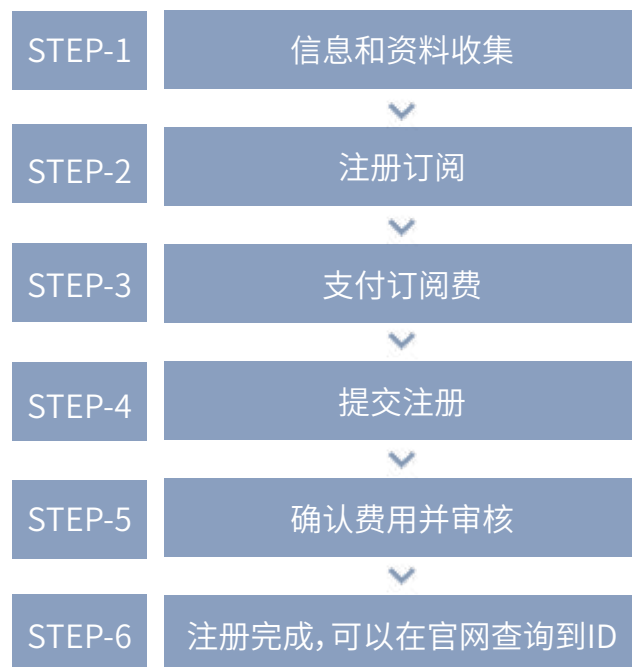 STEP-1 信息和资料收集
STEP-2 注册订阅
STEP-3 支付订阅费
STEP-4 提交注册
STEP-5 确认费用并审核
STEP-6 注册完成，可以在官网查询到ID